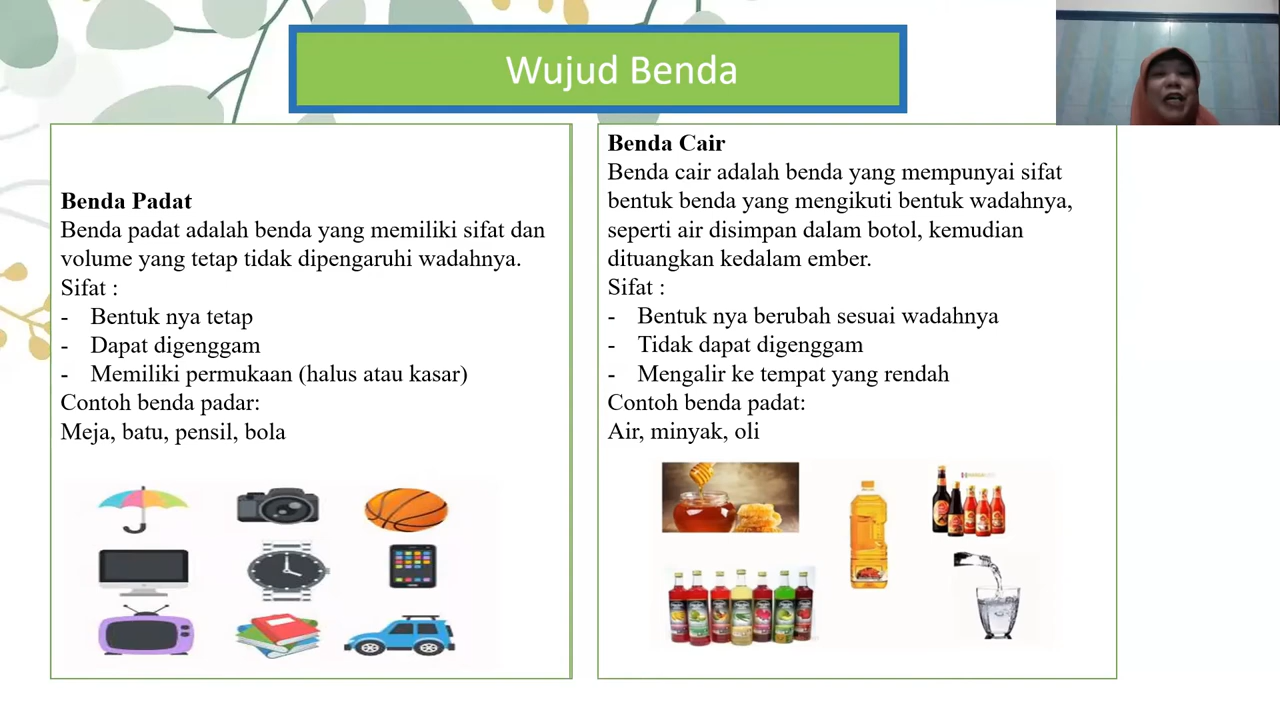 Wujud Benda
Benda Padat
Benda padat adalah benda yang memiliki sifat dan
volume yang tetap tidak dipengaruhi wadahnya.
Sifat :
- Bentuk nya tetap
- Dapat digenggam
- Memiliki permukaan (halus atau kasar)
Contoh benda padar:
Meja, batu, pensil, bola
Benda Cair
Benda cair adalah benda yang mempunyai sifat
bentuk benda yang mengikuti bentuk wadahnya,
seperti air disimpan dalam botol, kemudian
dituangkan kedalam ember.
Sifat :
- Bentuk nya berubah sesuai wadahnya
- Tidak dapat digenggam
- Mengalir ke tempat yang rendah
Contoh benda padat:
Air, minyak, oli